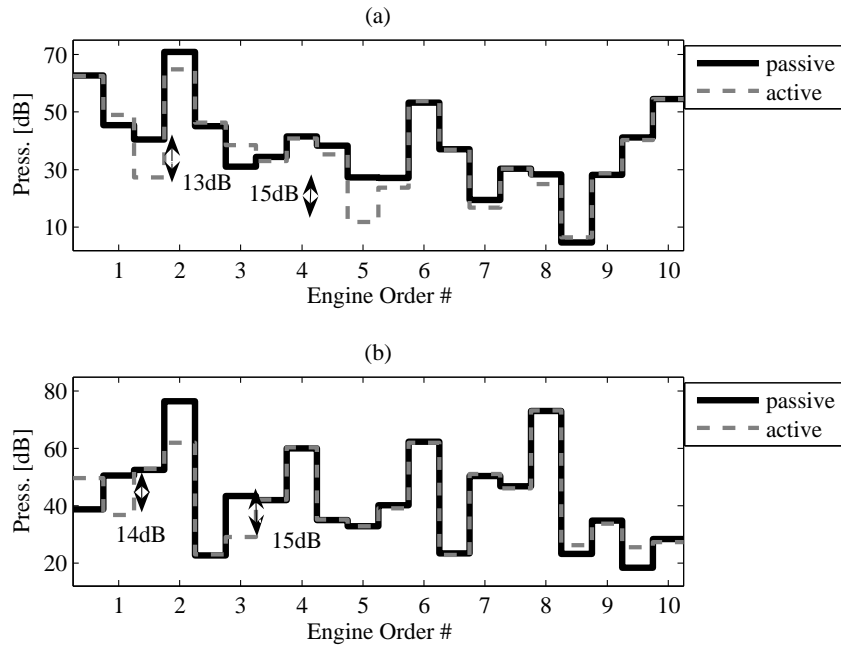 (a)
Press. [dB]
70
50
30
10
13dB
15dB
passive
active
1 2 3 4 5 6 7 8 9 10
Engine Order #
(b)
Press. [dB]
80
60
40
20
14dB
15dB
passive
active
1 2 3 4 5 6 7 8 9 10
Engine Order #